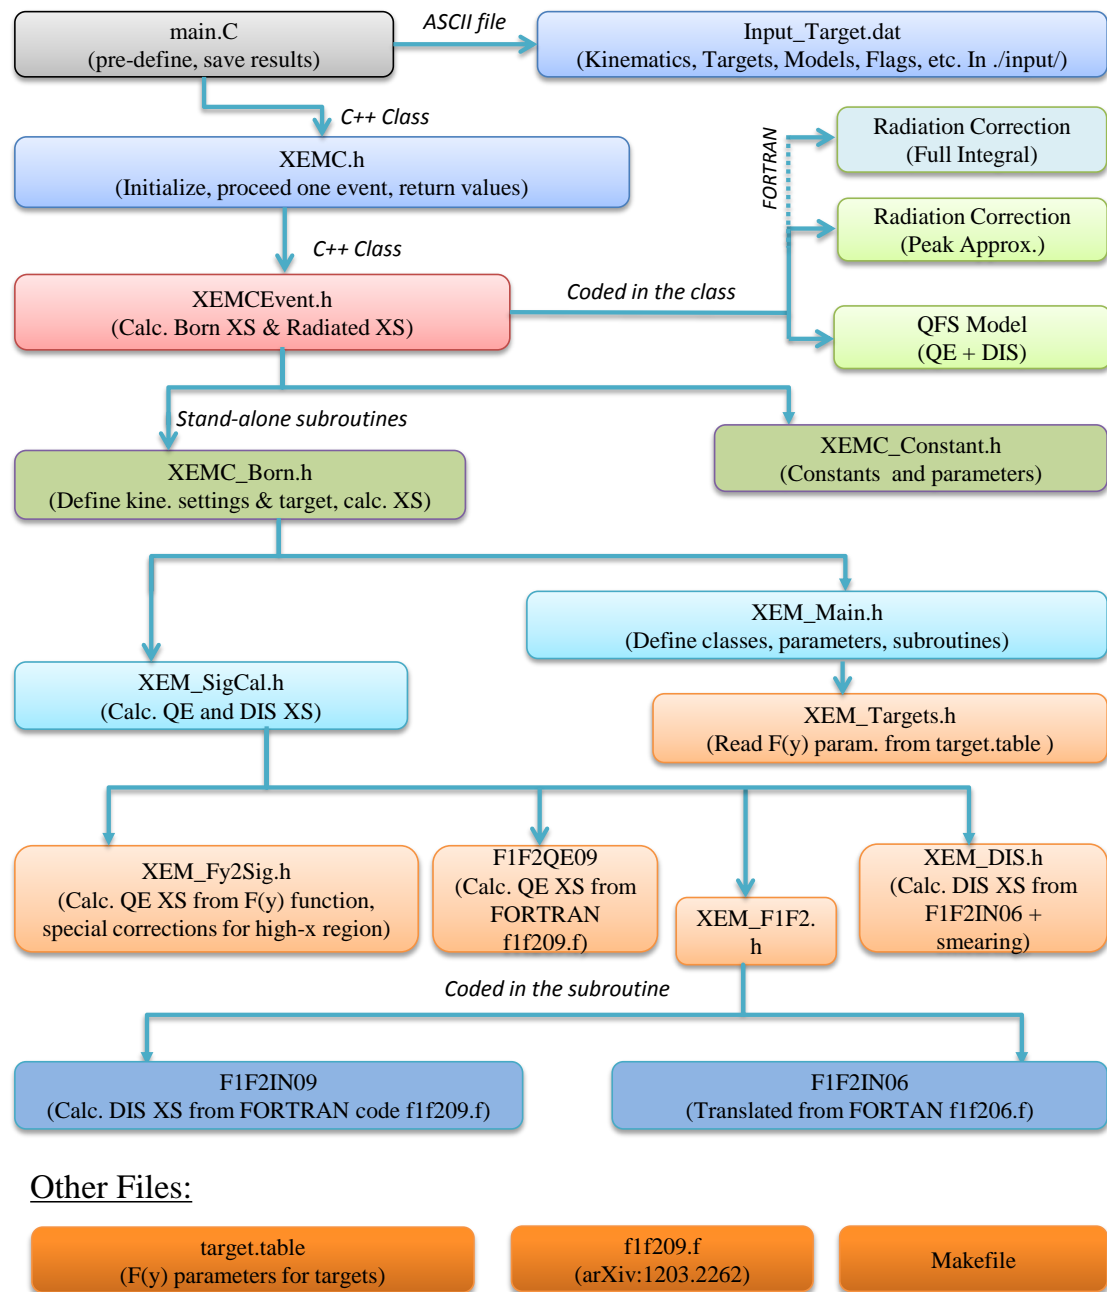 main.C
(pre-define, save results)
ASCII file
Input_Target.dat
(Kinematics, Targets, Models, Flags, etc. In ./input/)
C++ Class
XEMC.h
(Initialize, proceed one event, return values)
FORTRAN
Radiation Correction
(Full Integral)
Radiation Correction
(Peak Approx.)
C++ Class
XEMCEvent.h
(Calc. Born XS & Radiated XS)
Coded in the class
QFS Model
(QE + DIS)
Stand-alone subroutines
XEMC_Born.h
(Define kine. settings & target, calc. XS)
XEMC_Constant.h
(Constants and parameters)
XEM_Main.h
(Define classes, parameters, subroutines)
XEM_SigCal.h
(Calc. QE and DIS XS)
XEM_Targets.h
(Read F(y) param. from target.table )
XEM_Fy2Sig.h
(Calc. QE XS from F(y) function,
special corrections for high-x region)
F1F2QE09
(Calc. QE XS from
FORTRAN
f1f209.f)
XEM_F1F2.
h
XEM_DIS.h
(Calc. DIS XS from
F1F2IN06 +
smearing)
Coded in the subroutine
F1F2IN09
(Calc. DIS XS from FORTRAN code f1f209.f)
F1F2IN06
(Translated from FORTAN f1f206.f)
Other Files:
target.table
(F(y) parameters for targets)
f1f209.f
(arXiv:1203.2262)
Makefile